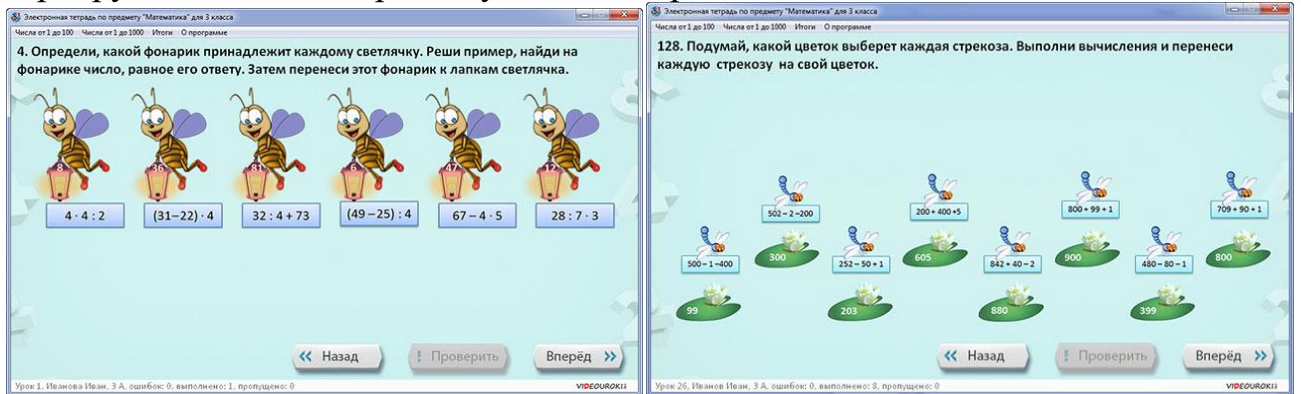 Электронная тетрадь по предмету "Математика" для 3 класса
Числа от 1 до 100 Числа от 1 до 1000 Итоги О программе
4. Определи, какой фонарик принадлежит каждому светлячку. Реши пример, найди на
фонарике число, равное его ответу. Затем перенеси этот фонарик к лапкам светлячка.
8 36 81 6 47 12
4 · 4 : 2 (31–22) · 4 32 : 4 + 73 (49 – 25) : 4 67 – 4 · 5 28 : 7 · 3
Назад ! Проверить Вперёд
Урок 1, Иванова Иван, 3 А, ошибок: 0, выполнено: 1, пропущено: 0 VIDEOUROKI
Электронная тетрадь по предмету "Математика" для 3 класса
Числа от 1 до 100 Числа от 1 до 1000 Итоги О программе
128. Подумай, какой цветок выберет каждая стрекоза. Выполни вычисления и перенеси
каждую стрекозу на свой цветок.
502 – 2 –200 200 + 400 +5 800 + 99 + 1 709 + 90 + 1
300 605 900 800
500 – 1 –400 252 – 50 + 1 842 + 40 – 2 480 – 80 – 1
99 203 880 399
Назад ! Проверить Вперёд
Урок 26, Иванов Иван, 3 А, ошибок: 0, выполнено: 8, пропущено: 0 VIDEOUROKI